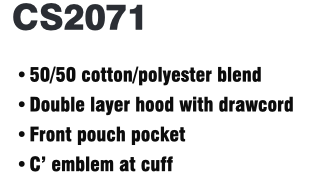 CS2071
• 50/50 cotton/polyester blend
• Double layer hood with drawcord
• Front pouch pocket
• C’ emblem at cuff